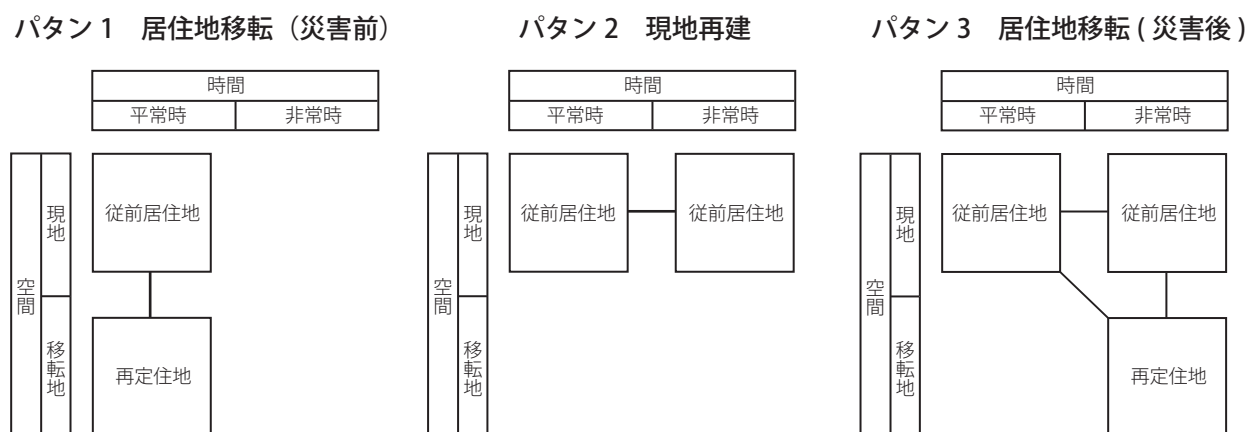 パタン 1　居住地移転（災害前）
時間
平常時　非常時
空間
現地
移転地
従前居住地
再定住地
パタン 2　現地再建
時間
平常時　非常時
空間
現地
移転地
従前居住地　従前居住地
パタン 3　居住地移転 ( 災害後 )
時間
平常時　非常時
空間
現地
移転地
従前居住地　従前居住地
再定住地